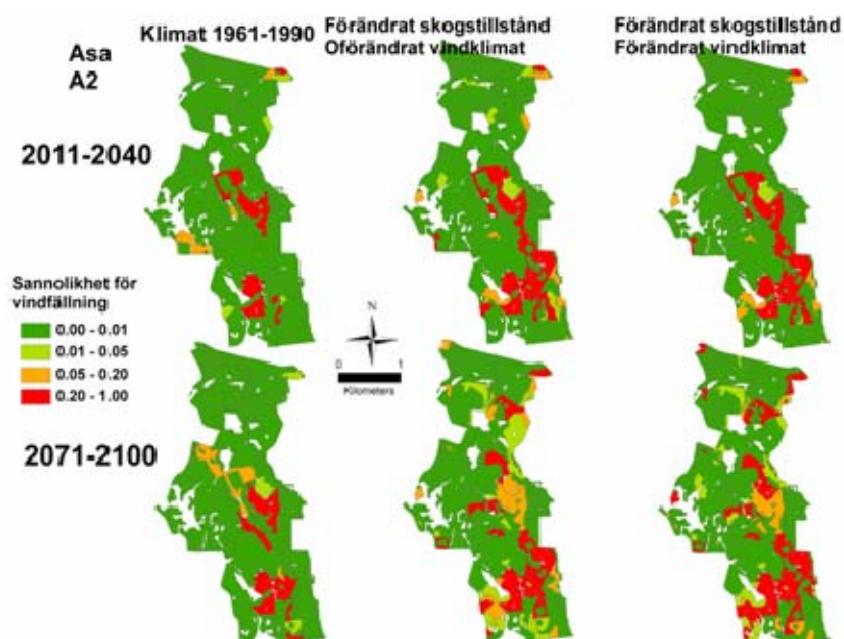 Asa
A2
Klimat 1961-1990
Förändrat skogstillstånd
Oförändrat vindklimat
Förändrat skogstillstånd
Förändrat vindklimat
2011-2040
Sannolikhet för
vindfällning
0.00 - 0.01
0.01 - 0.05
0.05 - 0.20
0.20 - 1.00
N
0 1
Kilometers
2071-2100